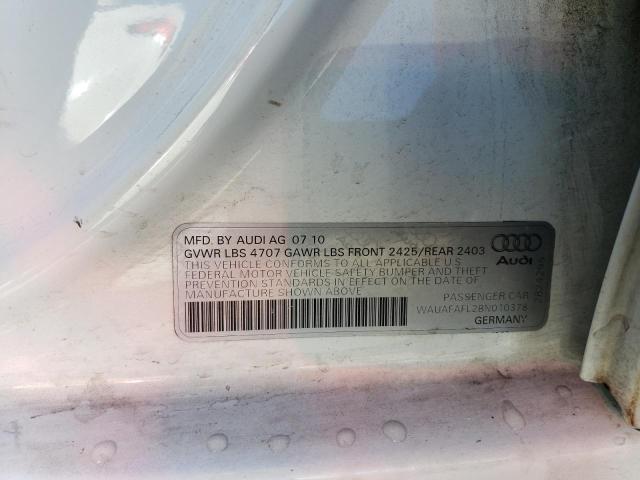 MFD. BY AUDI AG 07 10
GVWR LBS 4707 GAWR LBS FRONT 2425/REAR 2403
THIS VEHICLE CONFORMS TO ALL APPLICABLE U.S.
FEDERAL MOTOR VEHICLE SAFETY BUMPER AND THEFT
PREVENTION STANDARDS IN EFFECT ON THE DATE OF
MANUFACTURE SHOWN ABOVE
Audi
PASSENGER CAR
WAUAFAFL2BN010378
GERMANY